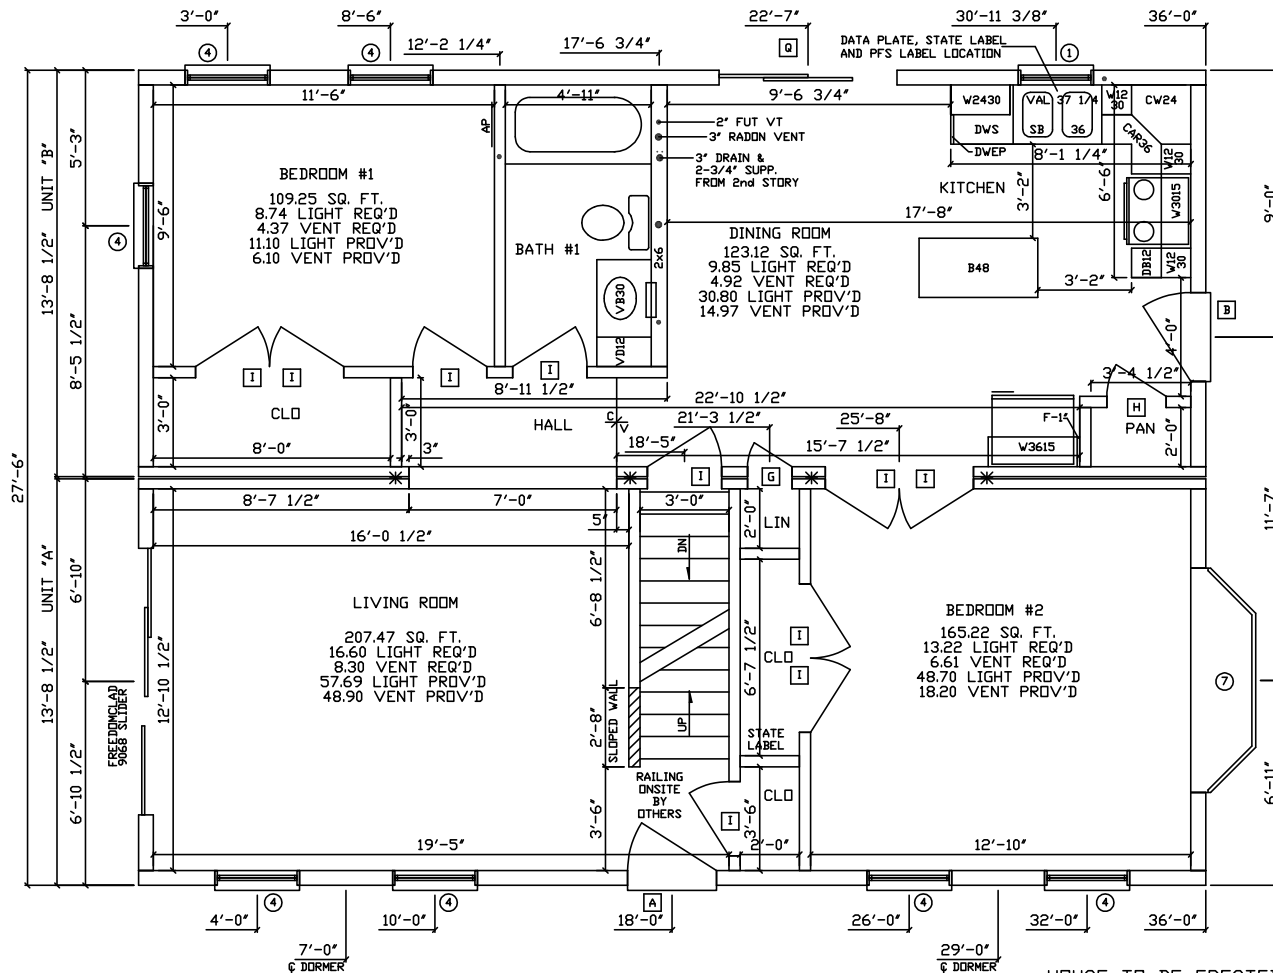 3'-0" 8'-6" 22'-7" 30'-11 3/8" 36'-0"
4 4 12'-2 1/4" 17'-6 3/4" Q 1
DATA PLATE, STATE LABEL
AND PFS LABEL LOCATION
11'-6" 4'-11" 9'-6 3/4"
W2430 VAL 37 1/4 W12 30 CW24
AP
2" FUT VT
3" RADON VENT
3" DRAIN &
2-3/4" SUPP.
FROM 2nd STORY
DWS SB 36 CAR36
DWEP
8'-1 1/4" W12 30
5'-3"
UNIT "B"
13'-8 1/2"
8'-5 1/2"
27'-6"
4
9'-6"
BEDROOM #1
109.25 SQ. FT.
8.74 LIGHT REQ'D
4.37 VENT REQ'D
11.10 LIGHT PROV'D
6.10 VENT PROV'D
BATH #1
2x6
VB30
VD12
KITCHEN
3'-2" 6'-6" W3015
17'-8"
9'-0"
DINING ROOM
123.12 SQ. FT.
9.85 LIGHT REQ'D
4.92 VENT REQ'D
30.80 LIGHT PROV'D
14.97 VENT PROV'D
B48
DB12 W12 30
3'-2"
B
4'-0"
I I I I
8'-11 1/2" 3'-4 1/2"
3'-0" CLO 3'-0" 22'-10 1/2"
HALL C 21'-3 1/2" 25'-8" F-1" H
PAN
8'-0" 3" 18'-5" 15'-7 1/2" W3615 2'-0"
I G I I
8'-7 1/2" 7'-0" 3'-0"
5" 2'-0" LIN
16'-0 1/2"
DN
11'-7"
6'-10"
UNIT "A"
13'-8 1/2"
6'-10 1/2"
FREEDOMCLAD
9068 SLIDER
12'-10 1/2"
LIVING ROOM
207.47 SQ. FT.
16.60 LIGHT REQ'D
8.30 VENT REQ'D
57.69 LIGHT PROV'D
48.90 VENT PROV'D
6'-8 1/2"
2'-8"
SLOPED WALL
3'-6"
UP
6'-7 1/2"
I
CLO
I
STATE
LABEL
BEDROOM #2
165.22 SQ. FT.
13.22 LIGHT REQ'D
6.61 VENT REQ'D
48.70 LIGHT PROV'D
18.20 VENT PROV'D
7
6'-11"
RAILING
ONSITE
BY
OTHERS
CLO
I
3'-6"
19'-5" 2'-0" 12'-10"
4 4 A 4 4
4'-0" 10'-0" 18'-0" 26'-0" 32'-0" 36'-0"
7'-0" 29'-0"
℄ DORMER ℄ DORMER